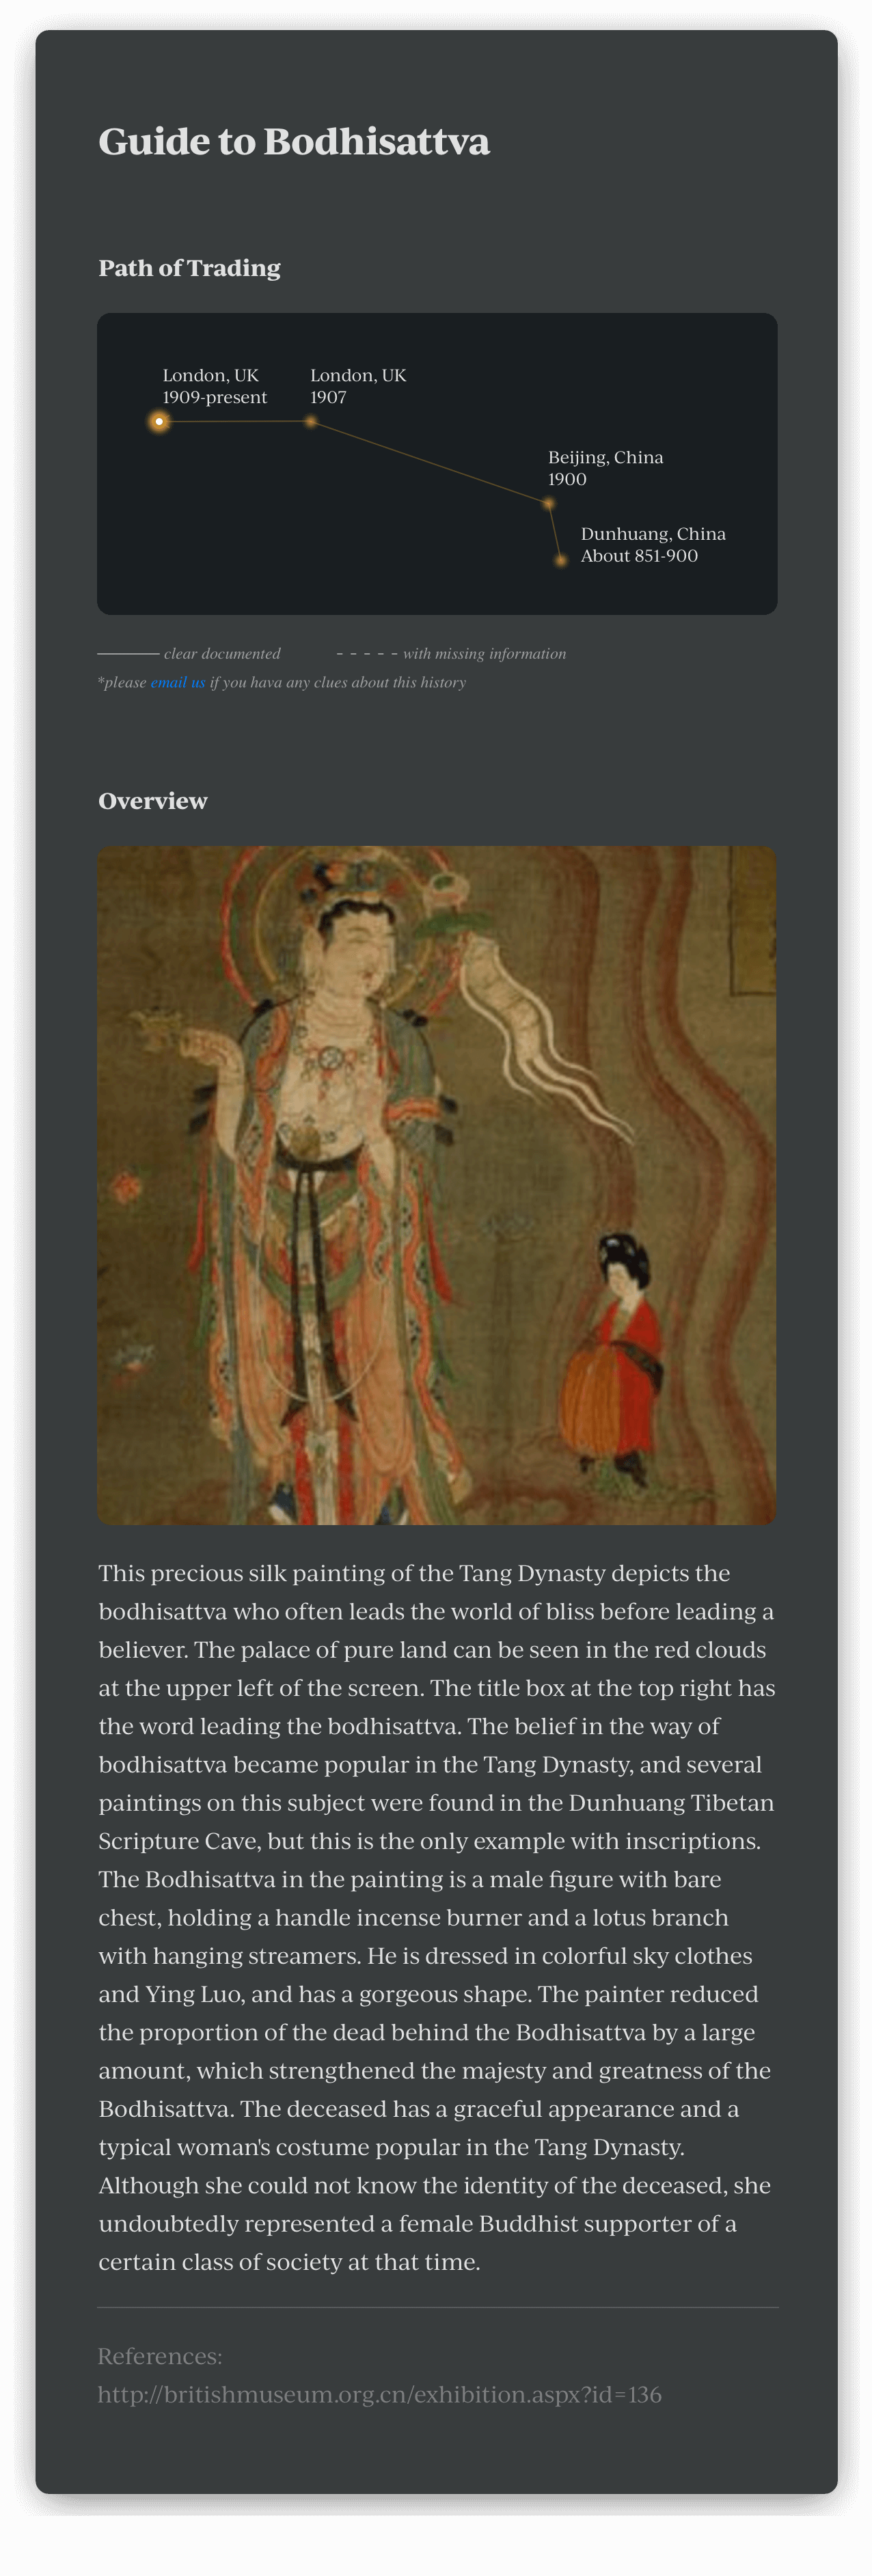 Guide to Bodhisattva
Path of Trading
London, UK
1909-present
London, UK
1907
Beijing, China
1900
Dunhuang, China
About 851-900
clear documented
with missing information
*please email us if you hava any clues about this history
Overview
This precious silk painting of the Tang Dynasty depicts the
bodhisattva who often leads the world of bliss before leading a
believer. The palace of pure land can be seen in the red clouds
at the upper left of the screen. The title box at the top right has
the word leading the bodhisattva. The belief in the way of
bodhisattva became popular in the Tang Dynasty, and several
paintings on this subject were found in the Dunhuang Tibetan
Scripture Cave, but this is the only example with inscriptions.
The Bodhisattva in the painting is a male figure with bare
chest, holding a handle incense burner and a lotus branch
with hanging streamers. He is dressed in colorful sky clothes
and Ying Luo, and has a gorgeous shape. The painter reduced
the proportion of the dead behind the Bodhisattva by a large
amount, which strengthened the majesty and greatness of the
Bodhisattva. The deceased has a graceful appearance and a
typical woman's costume popular in the Tang Dynasty.
Although she could not know the identity of the deceased, she
undoubtedly represented a female Buddhist supporter of a
certain class of society at that time.
References:
http://britishmuseum.org.cn/exhibition.aspx?id=136